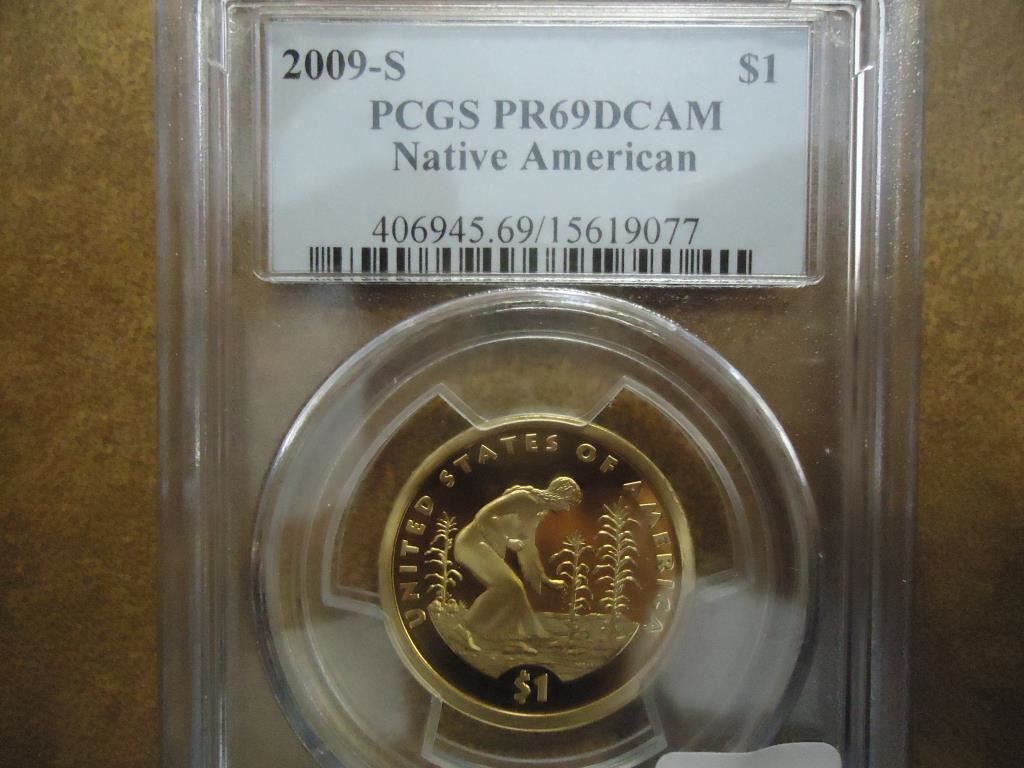 2009-S $1
PCGS PR69DCAM
Native American
406945.69/15619077
UNITED STATES OF AMERICA
$1